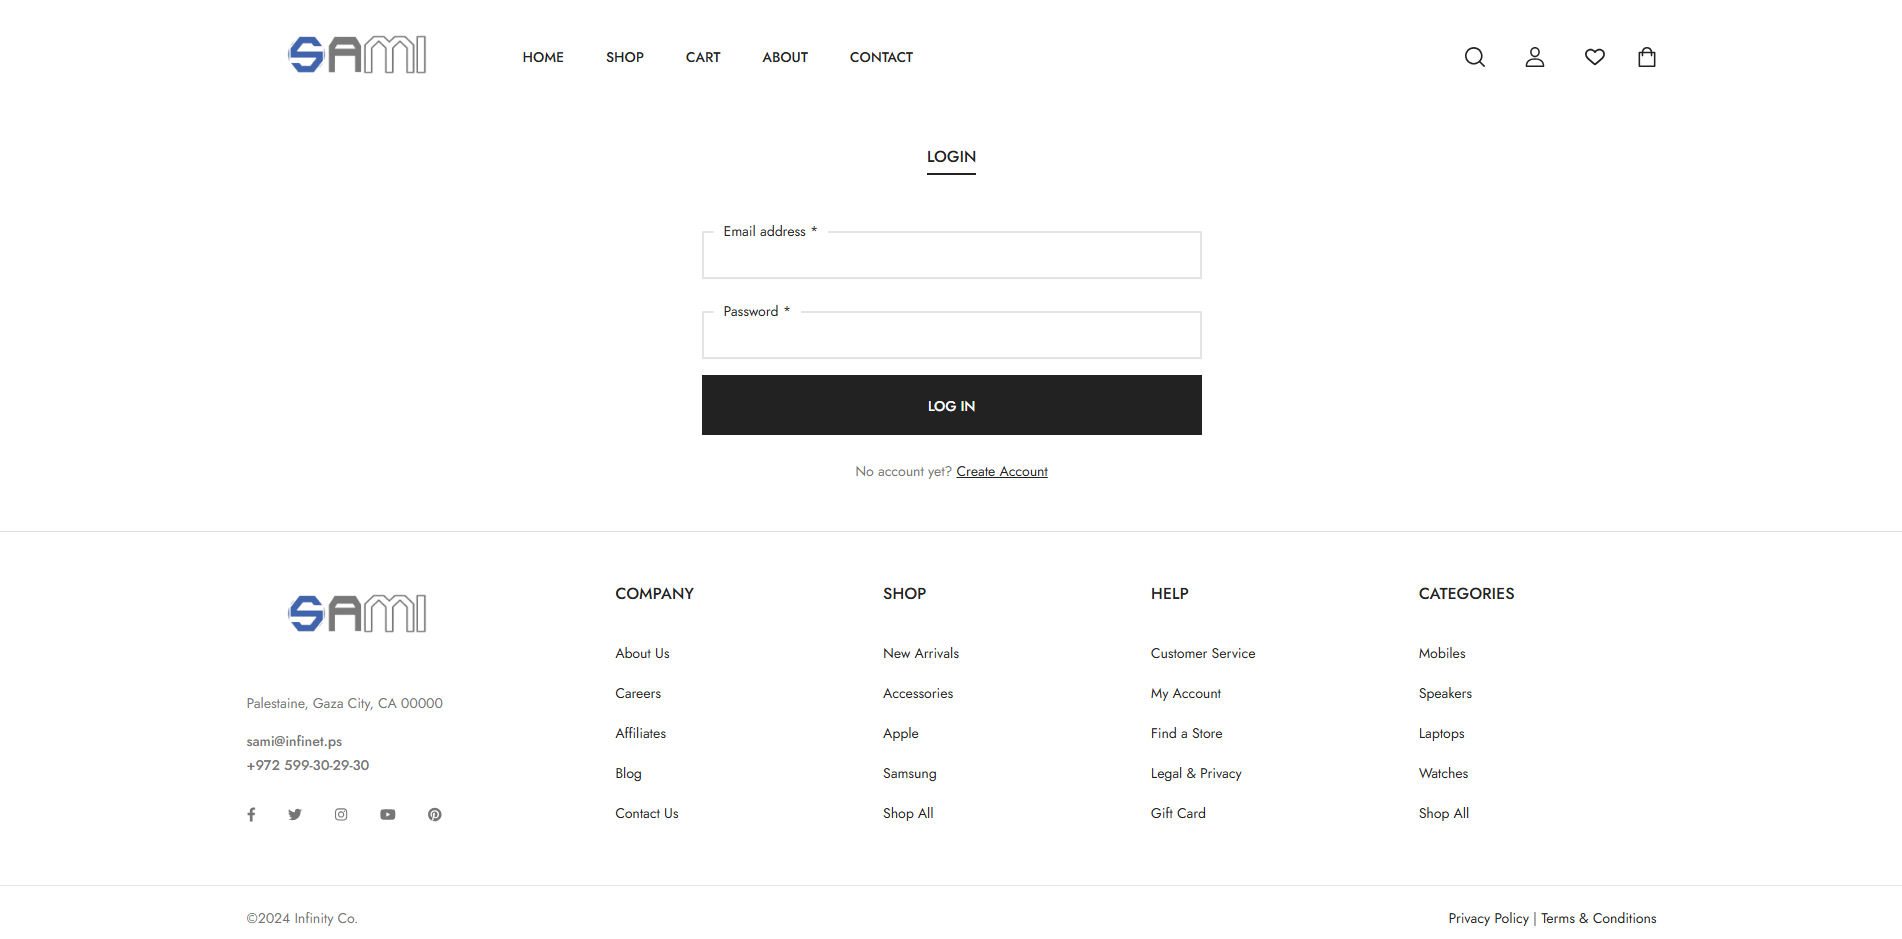 SAMI
HOME SHOP CART ABOUT CONTACT
LOGIN
Email address *
Password *
LOG IN
No account yet? Create Account
SAMI
Palestaine, Gaza City, CA 00000
sami@infinet.ps
+972 599-30-29-30
COMPANY
About Us
Careers
Affiliates
Blog
Contact Us
SHOP
New Arrivals
Accessories
Apple
Samsung
Shop All
HELP
Customer Service
My Account
Find a Store
Legal & Privacy
Gift Card
CATEGORIES
Mobiles
Speakers
Laptops
Watches
Shop All
©2024 Infinity Co.
Privacy Policy | Terms & Conditions